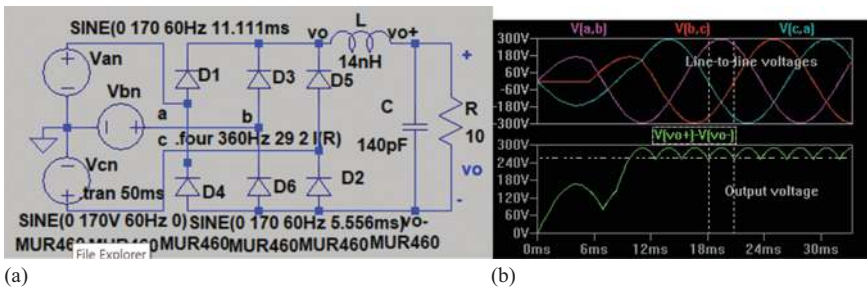 SINE(0 170 60Hz 11.111ms)
L
vo
vo+
14nH
Van
D1
D3
D5
+
Vbn
a
b
C
R
c
.four 360Hz 29 2 I(R)
140pF
10
Vcn
vo
.tran 50ms
D4
D6
D2
-
SINE(0 170V 60Hz 0)
SINE(0 170 60Hz 5.556ms)
vo-
MUR460
MUR460
MUR460
MUR460
MUR460
MUR460
File Explorer
(a)
V[a,b]
V[b,c]
V[c,a]
300V
180V
60V
-60V
-180V
-300V
Line-to-line voltages
V[vo+]-V[vo-]
300V
240V
180V
120V
60V
0V
Output voltage
0ms
6ms
12ms
18ms
24ms
30ms
(b)